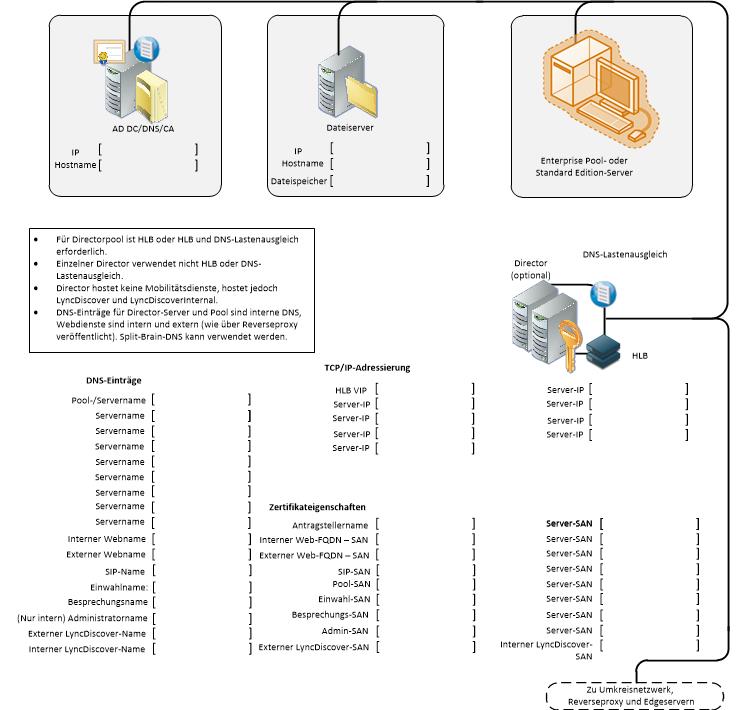 AD DC/DNS/CA
IP [ ]
Hostname [ ]
Dateiserver
IP [ ]
Hostname [ ]
Dateispeicher [ ]
Enterprise Pool- oder
Standard Edition-Server
• Für Directorpool ist HLB oder HLB und DNS-Lastenausgleich
erforderlich.
• Einzelner Director verwendet nicht HLB oder DNS-
Lastenausgleich.
• Director hostet keine Mobilitätsdienste, hostet jedoch
LyncDiscover und LyncDiscoverInternal.
• DNS-Einträge für Director-Server und Pool sind interne DNS,
Webdienste sind intern und extern (wie über Reverseproxy
veröffentlicht). Split-Brain-DNS kann verwendet werden.
DNS-Lastenausgleich
Director
(optional)
HLB
DNS-Einträge
Pool-/Servername [ ]
Servername [ ]
Servername [ ]
Servername [ ]
Servername [ ]
Servername [ ]
Servername [ ]
Servername [ ]
Servername [ ]
Interner Webname [ ]
Externer Webname [ ]
SIP-Name [ ]
Einwahlname: [ ]
Besprechungsname [ ]
(Nur intern) Administratorname [ ]
Externer LyncDiscover-Name [ ]
Interner LyncDiscover-Name [ ]
TCP/IP-Adressierung
HLB VIP [ ]
Server-IP [ ]
Server-IP [ ]
Server-IP [ ]
Server-IP [ ]
Server-IP [ ]
Server-IP [ ]
Server-IP [ ]
Server-IP [ ]
Zertifikateigenschaften
Antragstellername [ ]
Interner Web-FQDN – SAN [ ]
Externer Web-FQDN – SAN [ ]
SIP-SAN [ ]
Pool-SAN [ ]
Einwähl-SAN [ ]
Besprechungs-SAN [ ]
Admin-SAN [ ]
Externer LyncDiscover-SAN [ ]
Server-SAN [ ]
Server-SAN [ ]
Server-SAN [ ]
Server-SAN [ ]
Server-SAN [ ]
Server-SAN [ ]
Server-SAN [ ]
Server-SAN [ ]
Interner LyncDiscover- [ ]
SAN
Zu Umkreisnetzwerk,
Reverseproxy und Edgeservern